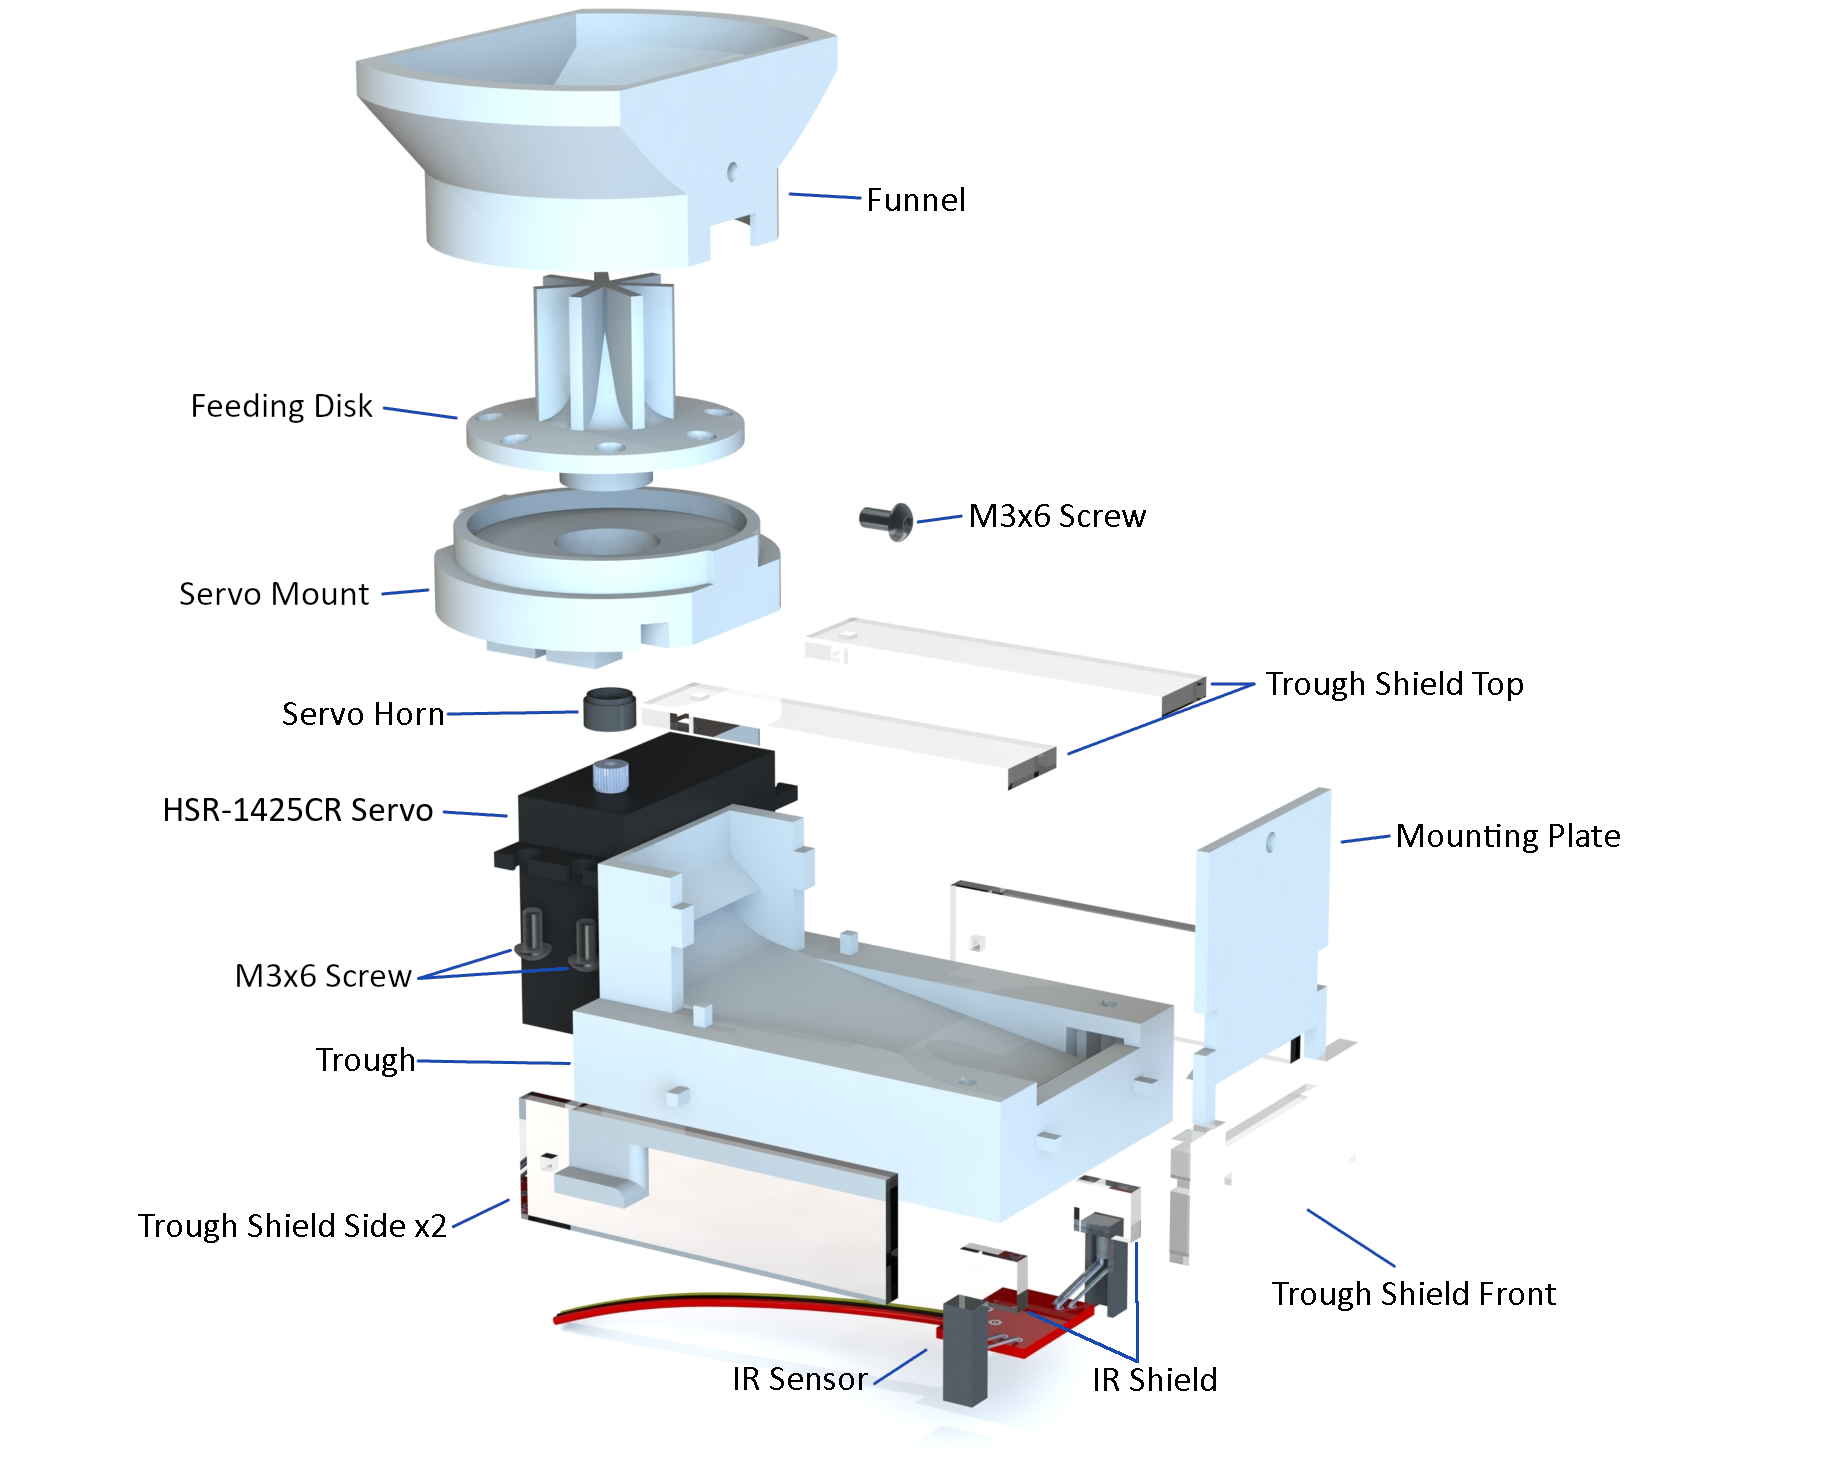 Funnel
Feeding Disk
M3x6 Screw
Servo Mount
Trough Shield Top
Servo Horn
HSR-1425CR Servo
Mounting Plate
M3x6 Screw
Trough
Trough Shield Side x2
Trough Shield Front
IR Sensor
IR Shield